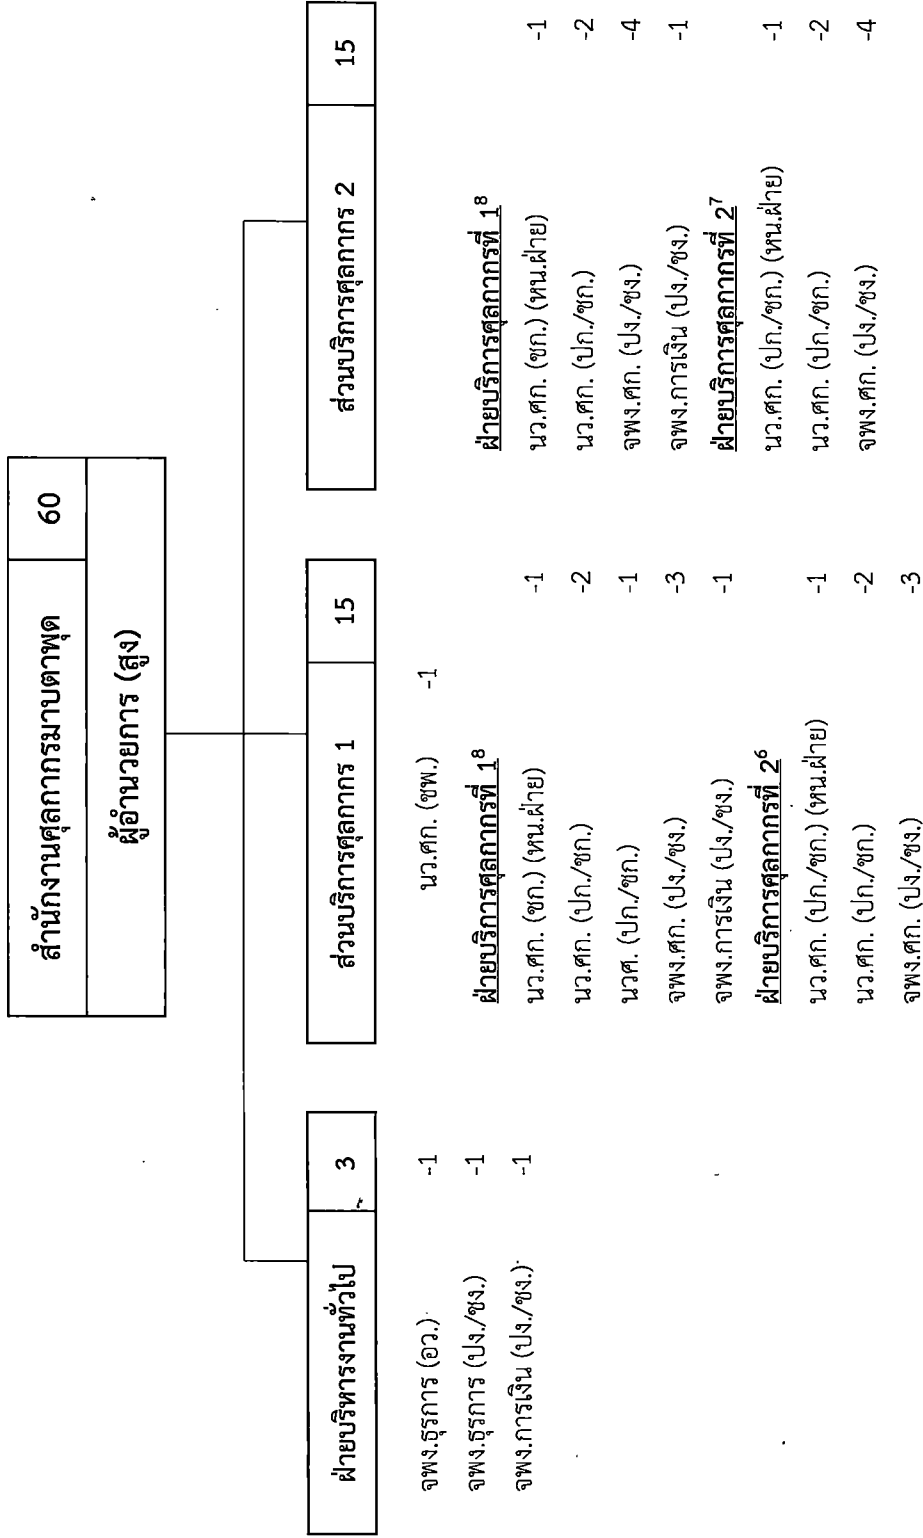 สำนักงานศุลกากรมาบตาพุด 60
ผู้อำนวยการ (สูง)
ฝ่ายบริหารงานทั่วไป 3
จพง.ธุรการ (อว.) -1
จพง.ธุรการ (ปง./ชง.) -1
จพง.การเงิน (ปง./ชง.) -1
ส่วนบริการศุลกากร 1 15
นว.ศก. (ชพ.) -1
ฝ่ายบริการศุลกากรที่ 1⁸
นว.ศก. (ชก.) (หน.ฝ่าย) -1
นว.ศก. (ปก./ชก.) -2
นวศ. (ปก./ชก.) -1
จพง.ศก. (ปง./ชง.) -3
จพง.การเงิน (ปง./ชง.) -1
ฝ่ายบริการศุลกากรที่ 2⁶
นว.ศก. (ปก./ชก.) (หน.ฝ่าย) -1
นว.ศก. (ปก./ชก.) -2
จพง.ศก. (ปง./ชง.) -3
ส่วนบริการศุลกากร 2 15
ฝ่ายบริการศุลกากรที่ 1⁸
นว.ศก. (ชก.) (หน.ฝ่าย) -1
นว.ศก. (ปก./ชก.) -2
จพง.ศก. (ปง./ชง.) -4
จพง.การเงิน (ปง./ชง.) -1
ฝ่ายบริการศุลกากรที่ 2⁷
นว.ศก. (ปก./ชก.) (หน.ฝ่าย) -1
นว.ศก. (ปก./ชก.) -2
จพง.ศก. (ปง./ชง.) -4